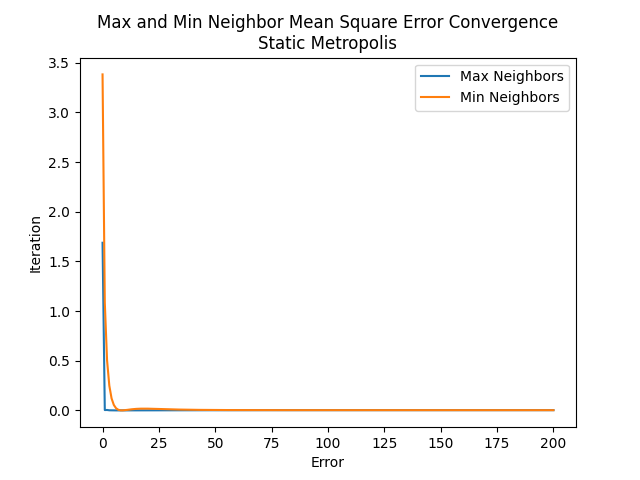 Max and Min Neighbor Mean Square Error Convergence
Static Metropolis
Max Neighbors
Min Neighbors
Iteration
3.5
3.0
2.5
2.0
1.5
1.0
0.5
0.0
0 25 50 75 100 125 150 175 200
Error